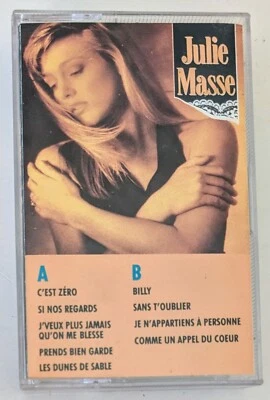 Julie
Masse
A
C'EST ZÉRO
SI NOS REGARDS
J'VEUX PLUS JAMAIS
QU'ON ME BLESSE
PRENDS BIEN GARDE
LES DUNES DE SABLE
B
BILLY
SANS T'OUBLIER
JE N'APPARTIENS À PERSONNE
COMME UN APPEL DU COEUR